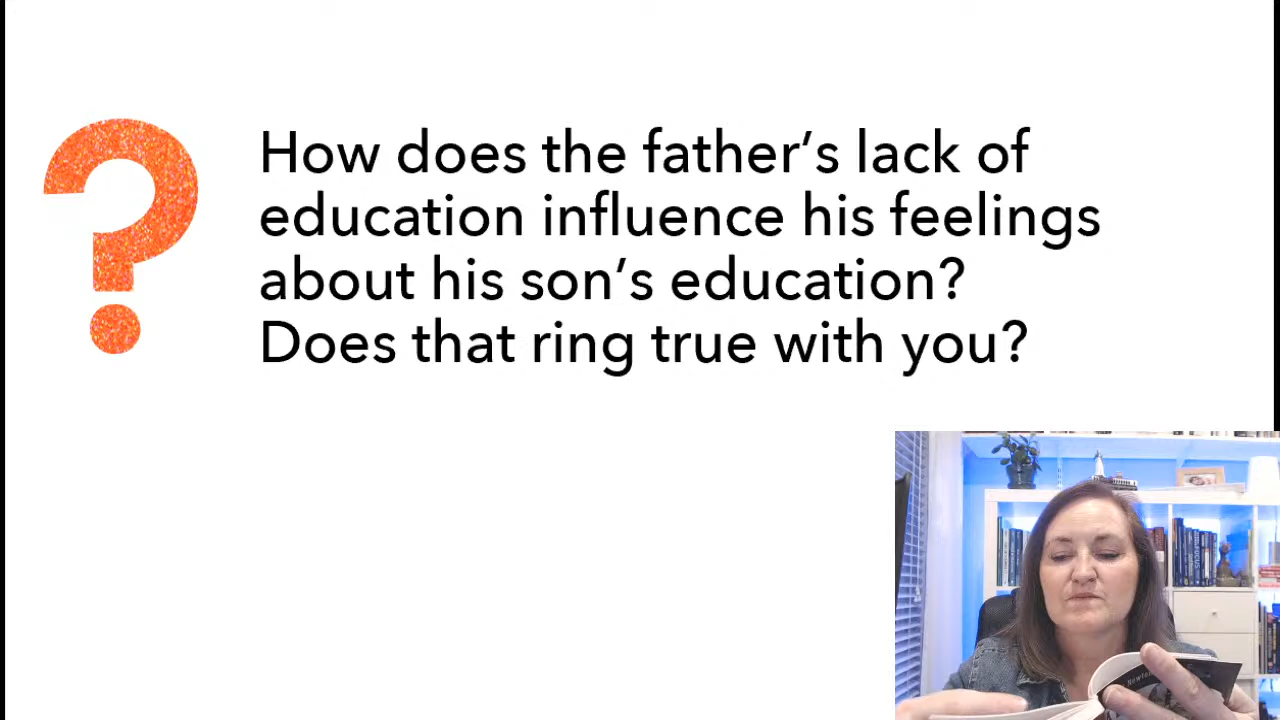 ?
How does the father’s lack of
education influence his feelings
about his son’s education?
Does that ring true with you?